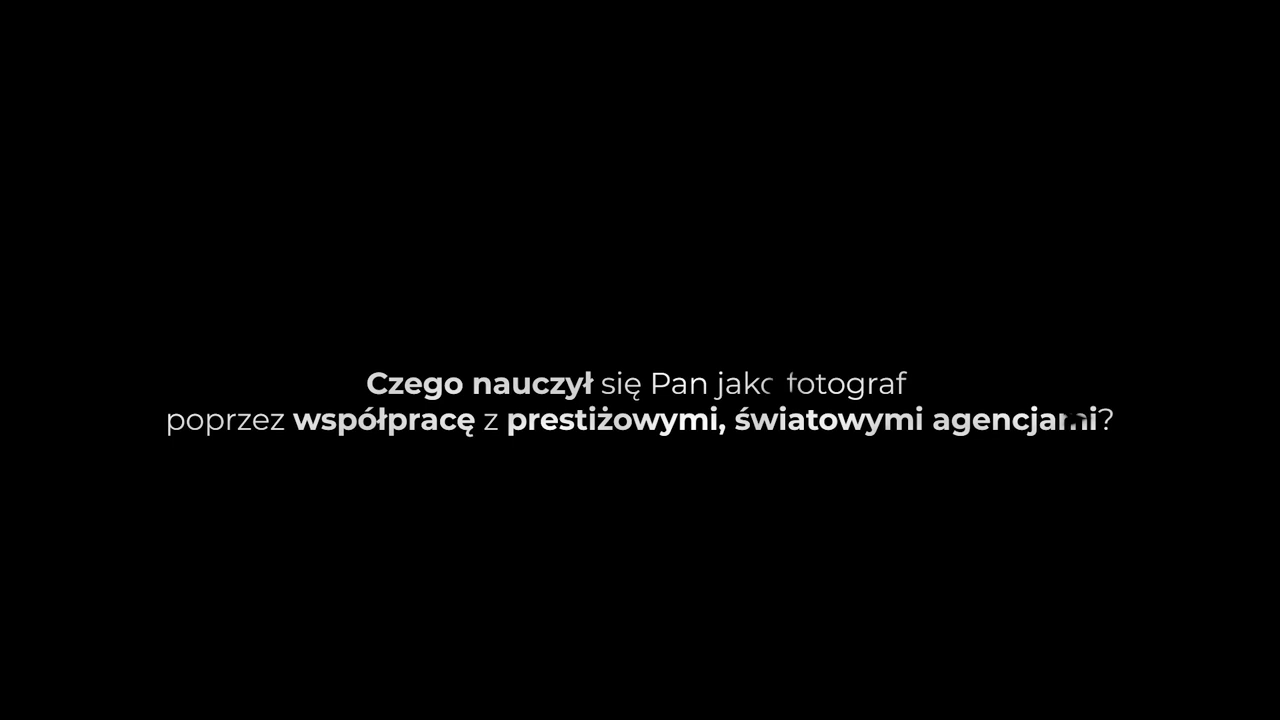 Czego nauczył się Pan jako fotograf
poprzez współpracę z prestiżowymi, światowymi agencjami?